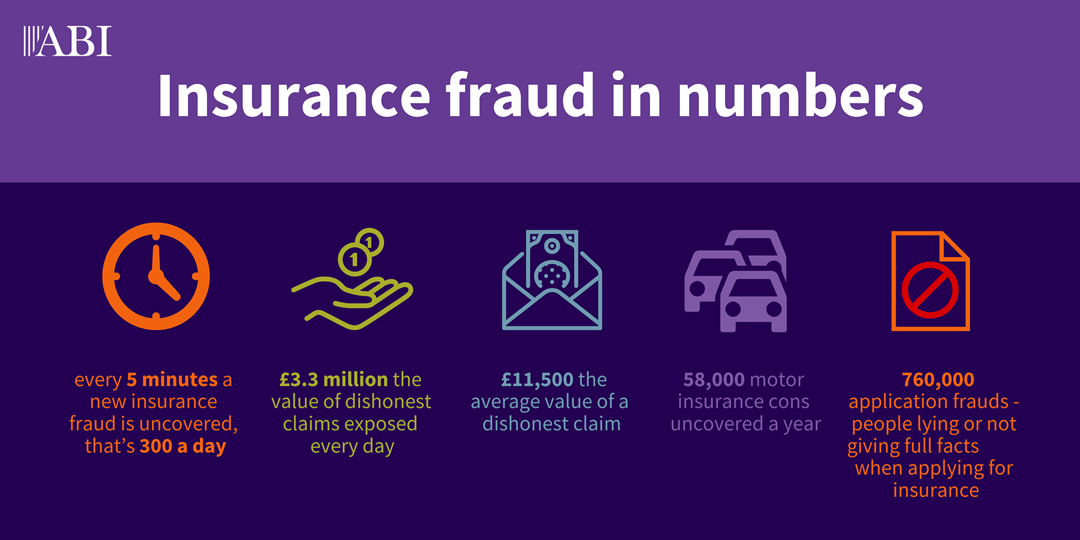 ABI
Insurance fraud in numbers
1
1
every 5 minutes a
new insurance
fraud is uncovered,
that's 300 a day
£3.3 million the
value of dishonest
claims exposed
every day
£11,500 the
average value of a
dishonest claim
58,000 motor
insurance cons
uncovered a year
760,000
application frauds -
people lying or not
giving full facts
when applying for
insurance